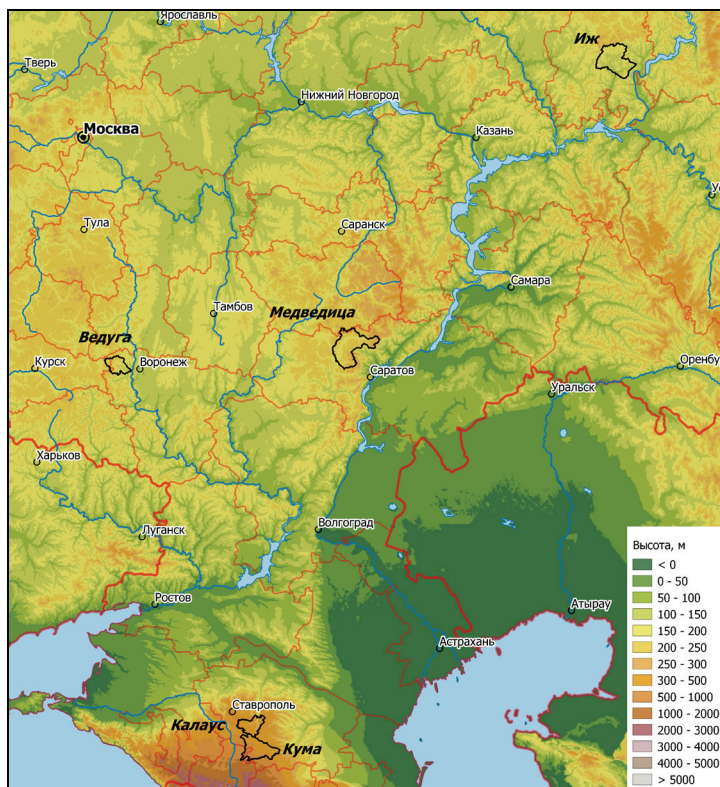 Ярославль
Иж
Тверь
Нижний Новгород
Москва
Казань
Тула
Саранск
Самара
Тамбов
Медведица
Ведуга
Курск
Воронеж
Саратов
Оренбу
Уральск
Харьков
Волгоград
Луганск
Высота, м
< 0
0 - 50
50 - 100
100 - 150
150 - 200
200 - 250
250 - 300
300 - 500
500 - 1000
1000 - 2000
2000 - 3000
3000 - 4000
4000 - 5000
> 5000
Ростов
Атырау
Астрахань
Ставрополь
Калаус
Кума